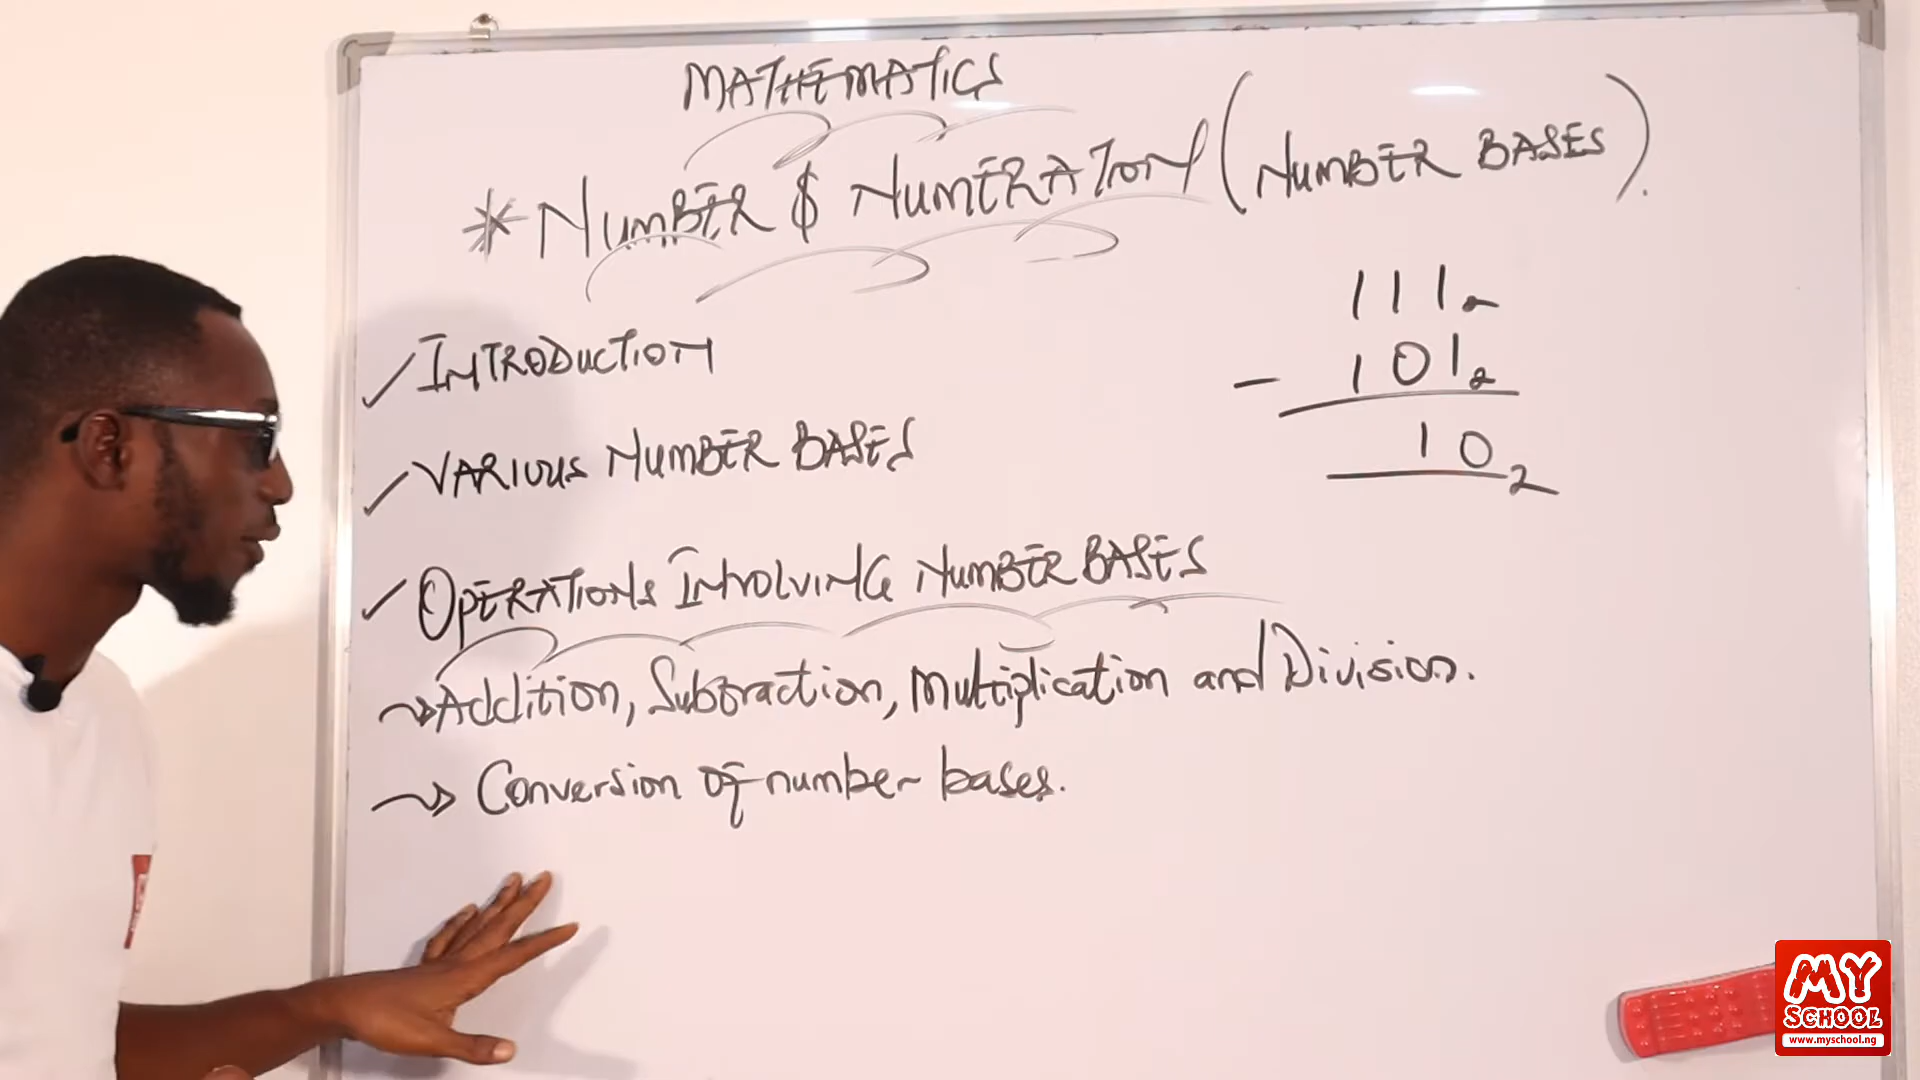 MATHEMATICS
* NUMBER $ NUMERATION (NUMBER BASES).
✓ INTRODUCTION
✓ VARIOUS NUMBER BASES
✓ OPERATIONS INVOLVING NUMBER BASES
→ Addition, Subtraction, Multiplication and Division.
→ Conversion of number bases.
111₂
- 101₂
10₂
MY
SCHOOL
www.myschool.ng